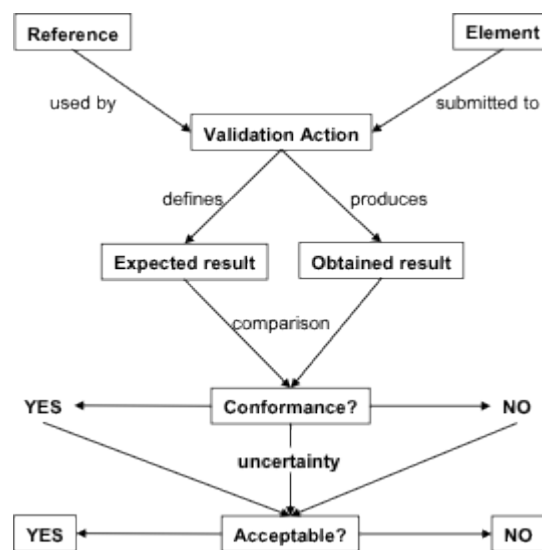 Reference
Element
used by
submitted to
Validation Action
defines
produces
Expected result
Obtained result
comparison
YES
Conformance?
NO
uncertainty
YES
Acceptable?
NO